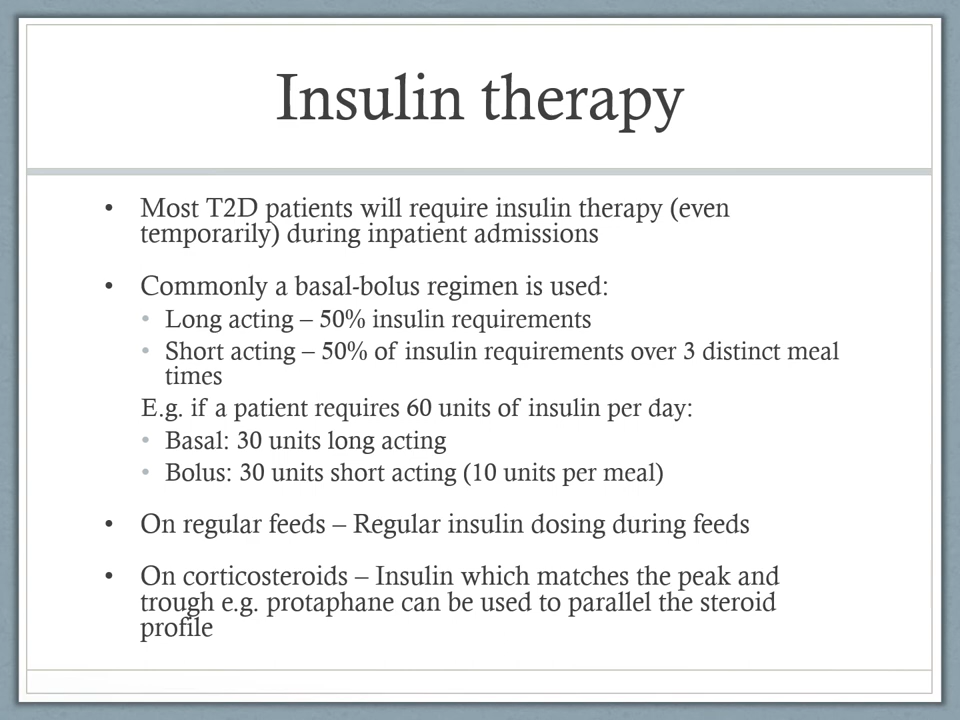 Insulin therapy
• Most T2D patients will require insulin therapy (even
temporarily) during inpatient admissions
• Commonly a basal-bolus regimen is used:
• Long acting – 50% insulin requirements
• Short acting – 50% of insulin requirements over 3 distinct meal
times
E.g. if a patient requires 60 units of insulin per day:
• Basal: 30 units long acting
• Bolus: 30 units short acting (10 units per meal)
• On regular feeds – Regular insulin dosing during feeds
• On corticosteroids – Insulin which matches the peak and
trough e.g. protaphane can be used to parallel the steroid
profile